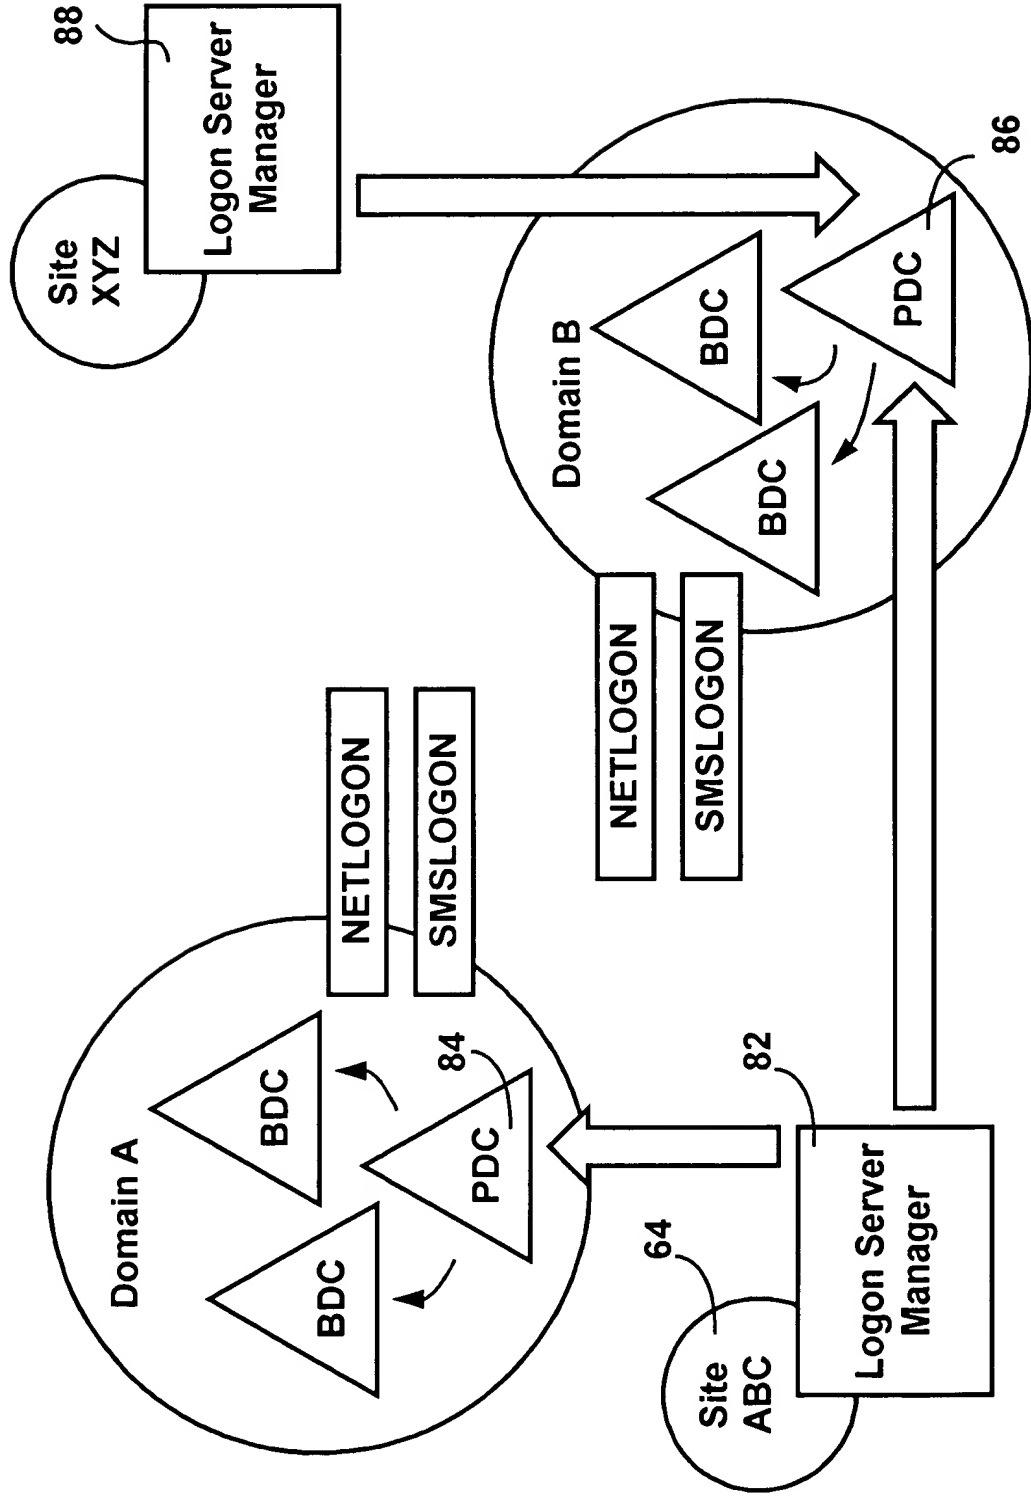 Domain A
BDC
BDC
PDC
84
NETLOGON
SMSLOGON
Site
ABC
64
Logon Server
Manager
82
Domain B
BDC
BDC
PDC
86
NETLOGON
SMSLOGON
Site
XYZ
Logon Server
Manager
88